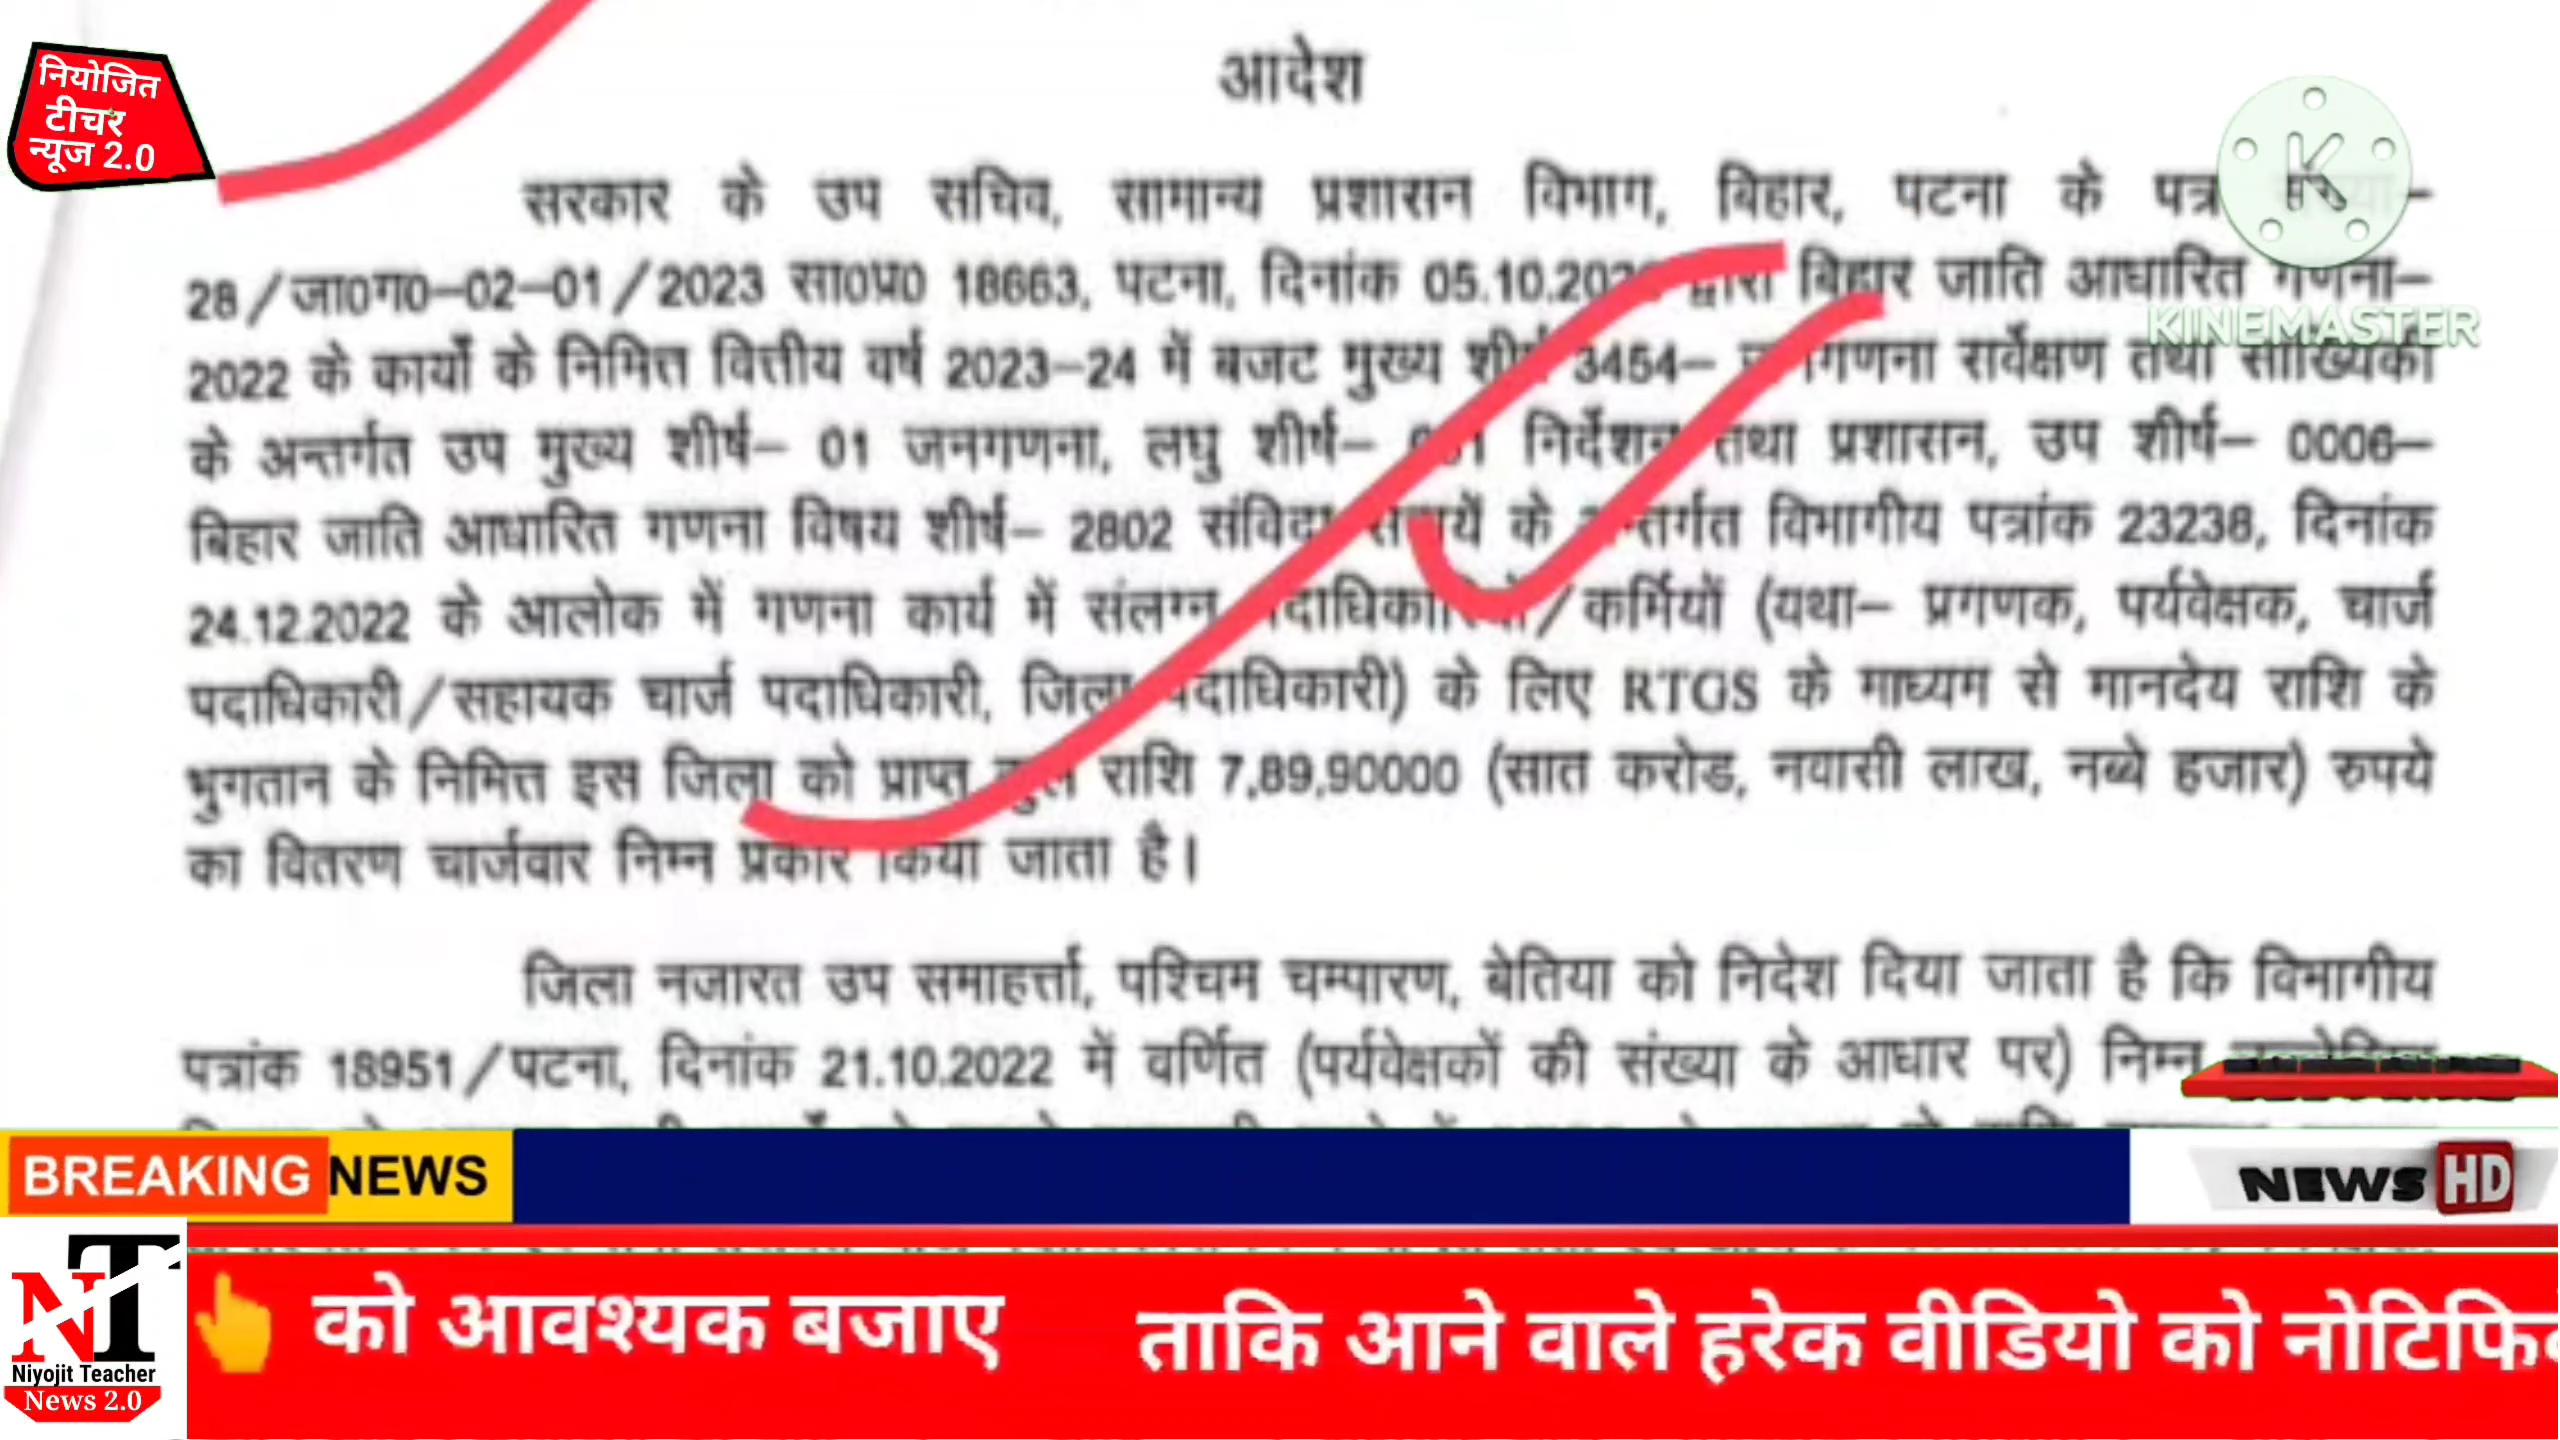 नियोजित
टीचर
न्यूज 2.0
आदेश
सरकार के उप सचिव, सामान्य प्रशासन विभाग, बिहार, पटना के पत्र
28/जा0ग0-02-01/2023 सा0प्र0 18663, पटना, दिनांक 05.10.20 द्वारा बिहार जाति आधारित गणना-
2022 के कार्यों के निमित्त वित्तीय वर्ष 2023-24 में बजट मुख्य शीर्ष 3454- सर्वेक्षण तथा सांख्यिकी
के अन्तर्गत उप मुख्य शीर्ष- 01 जनगणना, लघु शीर्ष- निर्देशन तथा प्रशासन, उप शीर्ष- 0006-
बिहार जाति आधारित गणना विषय शीर्ष- 2802 संविदा के अन्तर्गत विभागीय पत्रांक 23238, दिनांक
24.12.2022 के आलोक में गणना कार्य में संलग्न पदाधिकारियों/कर्मियों (यथा- प्रगणक, पर्यवेक्षक, चार्ज
पदाधिकारी/सहायक चार्ज पदाधिकारी, जिला पदाधिकारी) के लिए RTGS के माध्यम से मानदेय राशि के
भुगतान के निमित्त इस जिला को प्राप्त कुल राशि 7,89,90000 (सात करोड, नवासी लाख, नब्बे हजार) रुपये
का वितरण चार्जवार निम्न प्रकार किया जाता है।
जिला नजारत उप समाहर्त्ता, पश्चिम चम्पारण, बेतिया को निदेश दिया जाता है कि विभागीय
पत्रांक 18951/पटना, दिनांक 21.10.2022 में वर्णित (पर्यवेक्षकों की संख्या के आधार पर) निम्न
KINEMASTER
BREAKING NEWS
NEWS HD
NT
Niyojit Teacher
News 2.0
👆 को आवश्यक बजाए ताकि आने वाले हरेक वीडियो को